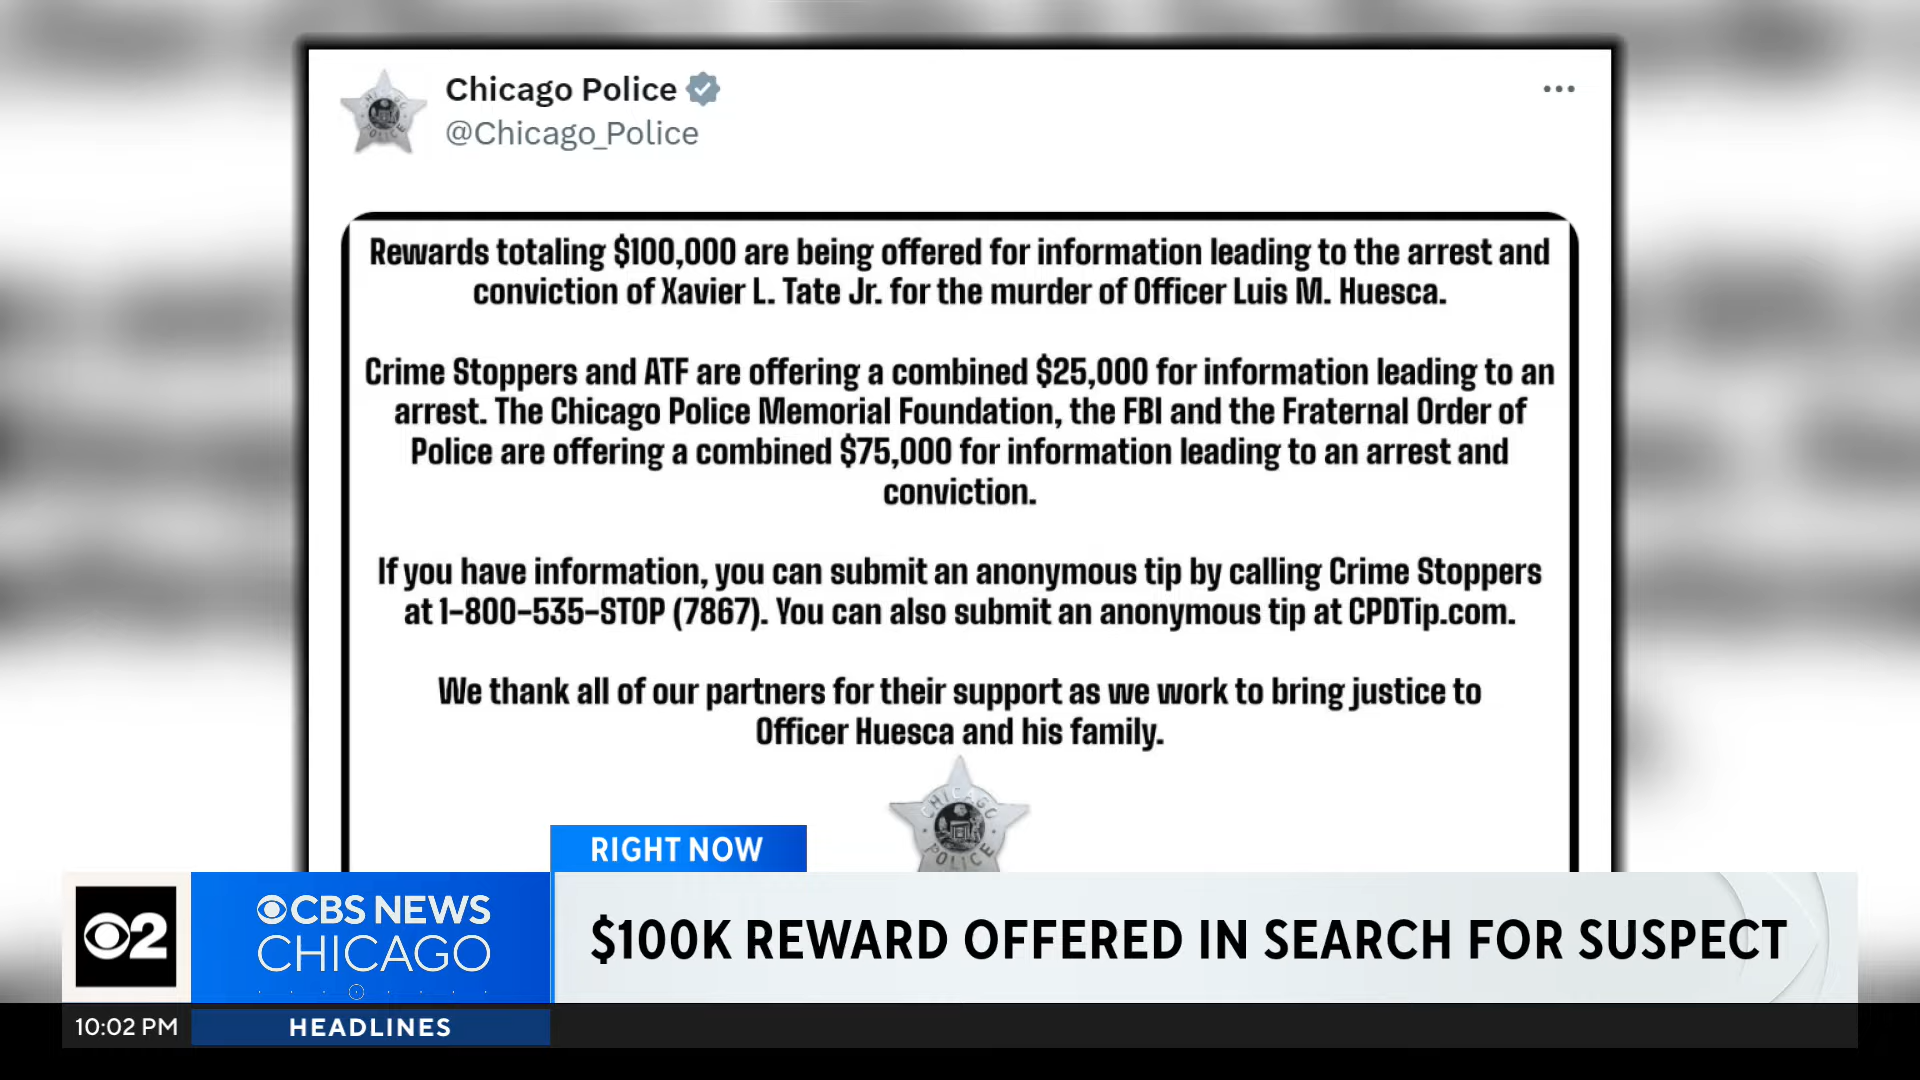 Chicago Police
@Chicago_Police
Rewards totaling $100,000 are being offered for information leading to the arrest and
conviction of Xavier L. Tate Jr. for the murder of Officer Luis M. Huesca.
Crime Stoppers and ATF are offering a combined $25,000 for information leading to an
arrest. The Chicago Police Memorial Foundation, the FBI and the Fraternal Order of
Police are offering a combined $75,000 for information leading to an arrest and
conviction.
If you have information, you can submit an anonymous tip by calling Crime Stoppers
at 1-800-535-STOP (7867). You can also submit an anonymous tip at CPDTip.com.
We thank all of our partners for their support as we work to bring justice to
Officer Huesca and his family.
CHICAGO
POLICE
RIGHT NOW
2
CBS NEWS
CHICAGO
$100K REWARD OFFERED IN SEARCH FOR SUSPECT
10:02 PM
HEADLINES